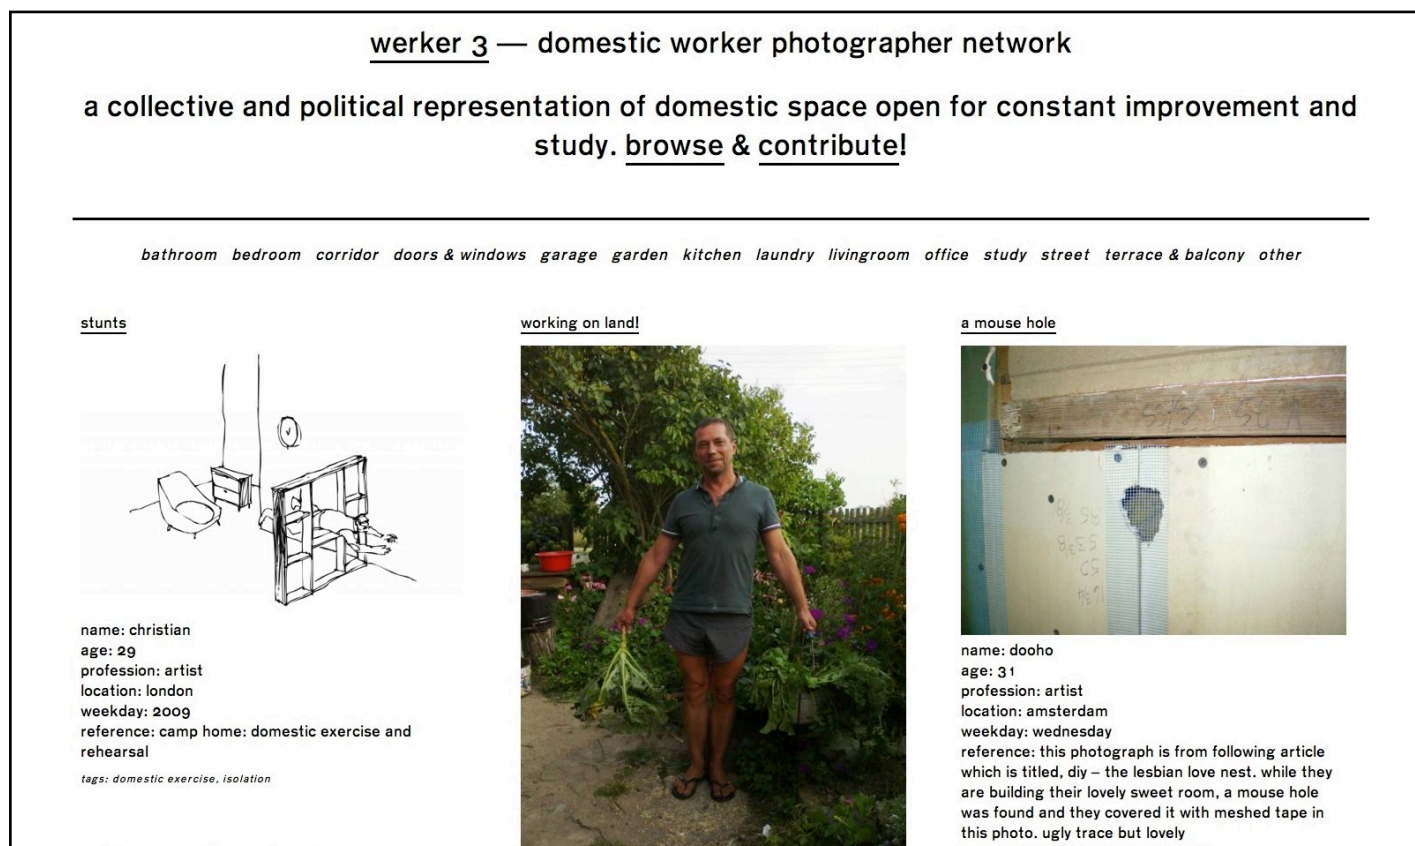 werker 3 — domestic worker photographer network
a collective and political representation of domestic space open for constant improvement and
study. browse & contribute!
bathroom bedroom corridor doors & windows garage garden kitchen laundry livingroom office study street terrace & balcony other
stunts
name: christian
age: 29
profession: artist
location: london
weekday: 2009
reference: camp home: domestic exercise and
rehearsal
tags: domestic exercise, isolation
working on land!
a mouse hole
name: dooho
age: 31
profession: artist
location: amsterdam
weekday: wednesday
reference: this photograph is from following article
which is titled, diy – the lesbian love nest. while they
are building their lovely sweet room, a mouse hole
was found and they covered it with meshed tape in
this photo. ugly trace but lovely